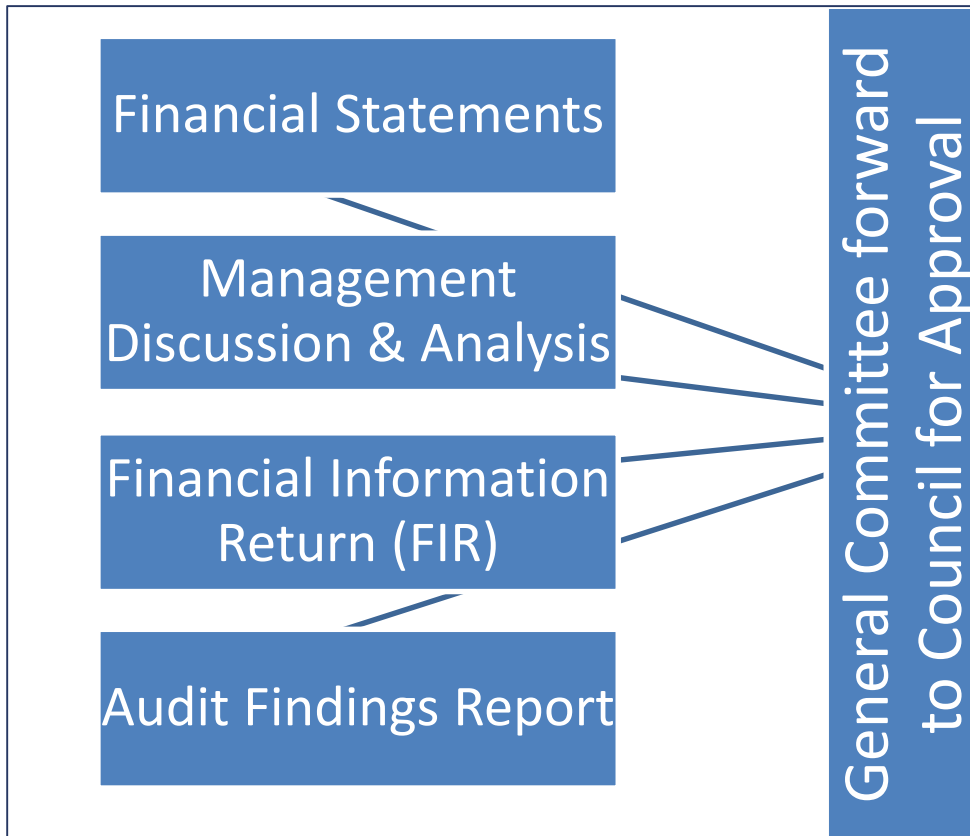 Financial Statements
Management
Discussion & Analysis
Financial Information
Return (FIR)
Audit Findings Report
General Committee forward
to Council for Approval